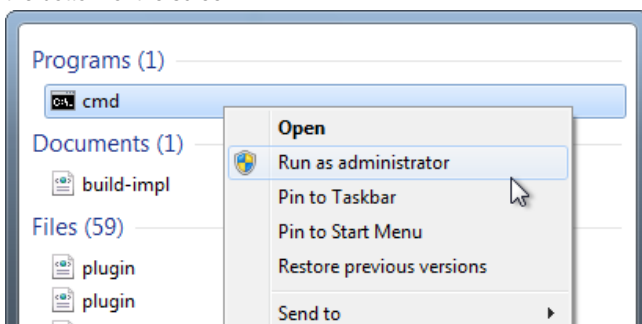 Programs (1)
cmd
Open
Documents (1)
Run as administrator
build-impl
Pin to Taskbar
Files (59)
Pin to Start Menu
plugin
Restore previous versions
plugin
Send to